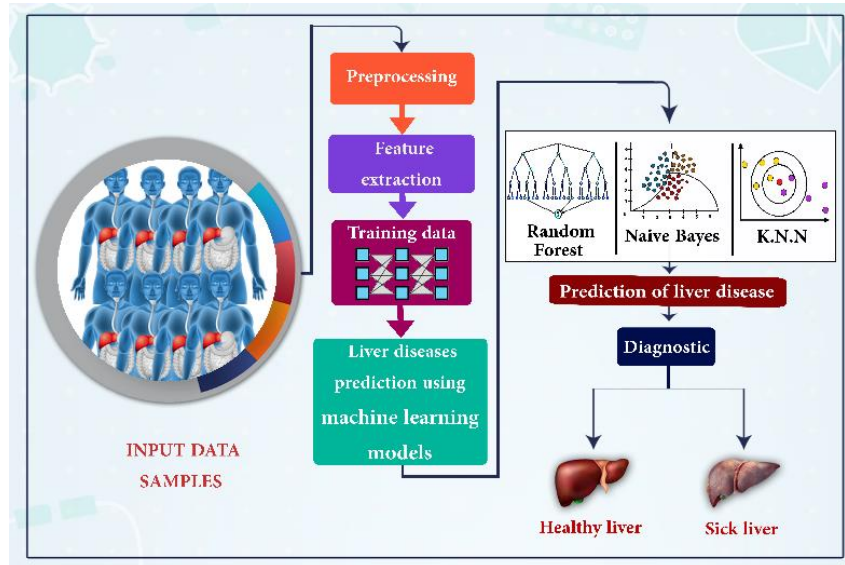 INPUT DATA
SAMPLES
Preprocessing
Feature
extraction
Training data
Liver diseases
prediction using
machine learning
models
Random
Forest
Naive Bayes
K.N.N
Prediction of liver disease
Diagnostic
Healthy liver
Sick liver